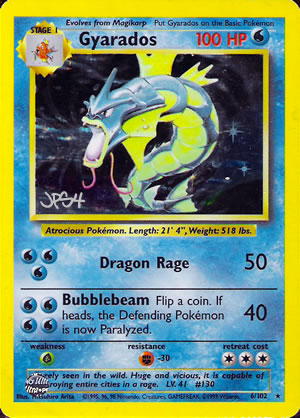 Evolves from Magikarp    Put Gyarados on the Basic Pokémon
STAGE 1
Gyarados 100 HP
JPS4
Atrocious Pokémon. Length: 21' 4", Weight: 518 lbs.
Dragon Rage 50
Bubblebeam Flip a coin. If
heads, the Defending Pokémon
is now Paralyzed.
40
weakness resistance retreat cost
-30
rely seen in the wild. Huge and vicious, it is capable of
roying entire cities in a rage. LV. 41 #130
Illus. Mitsuhiro Arita ©1995, 96, 98 Nintendo, Creatures, GAMEFREAK. ©1999 Wizards. 6/102 ★